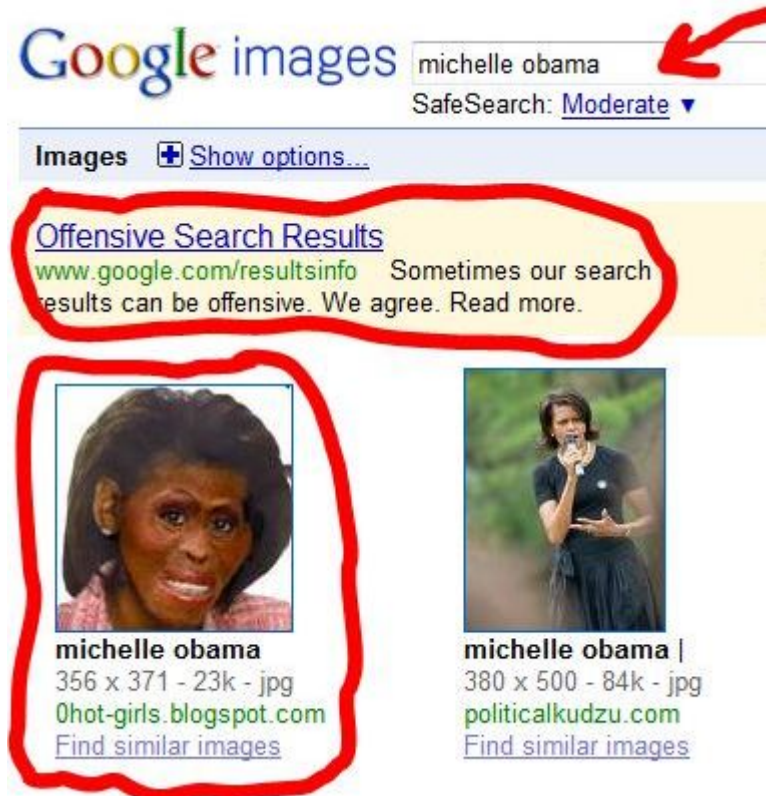 Google images
michelle obama
SafeSearch: Moderate ▼
Images + Show options...
Offensive Search Results
www.google.com/resultsinfo Sometimes our search
results can be offensive. We agree. Read more.
michelle obama
356 x 371 - 23k - jpg
0hot-girls.blogspot.com
Find similar images
michelle obama |
380 x 500 - 84k - jpg
politicalkudzu.com
Find similar images